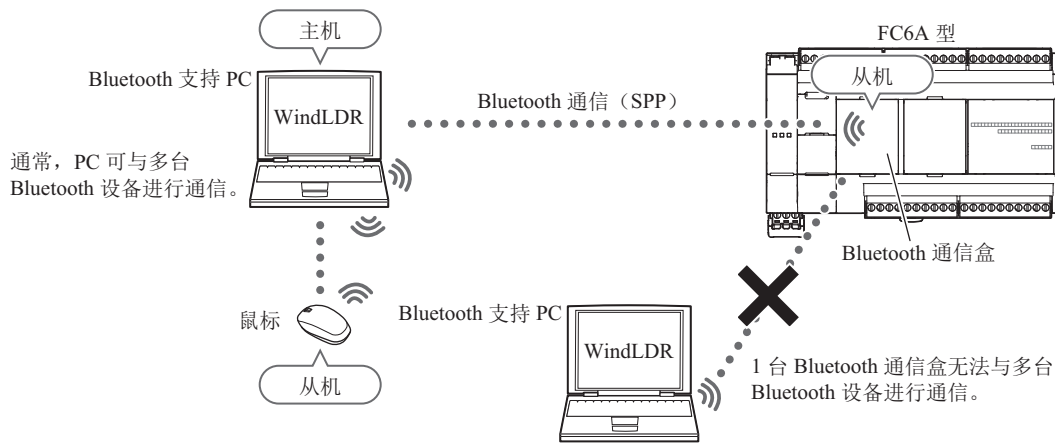 主机
FC6A 型
Bluetooth 支持 PC
从机
WindLDR
Bluetooth 通信（SPP）
通常，PC 可与多台
Bluetooth 设备进行通信。
Bluetooth 通信盒
鼠标
Bluetooth 支持 PC
WindLDR
从机
1 台 Bluetooth 通信盒无法与多台
Bluetooth 设备进行通信。